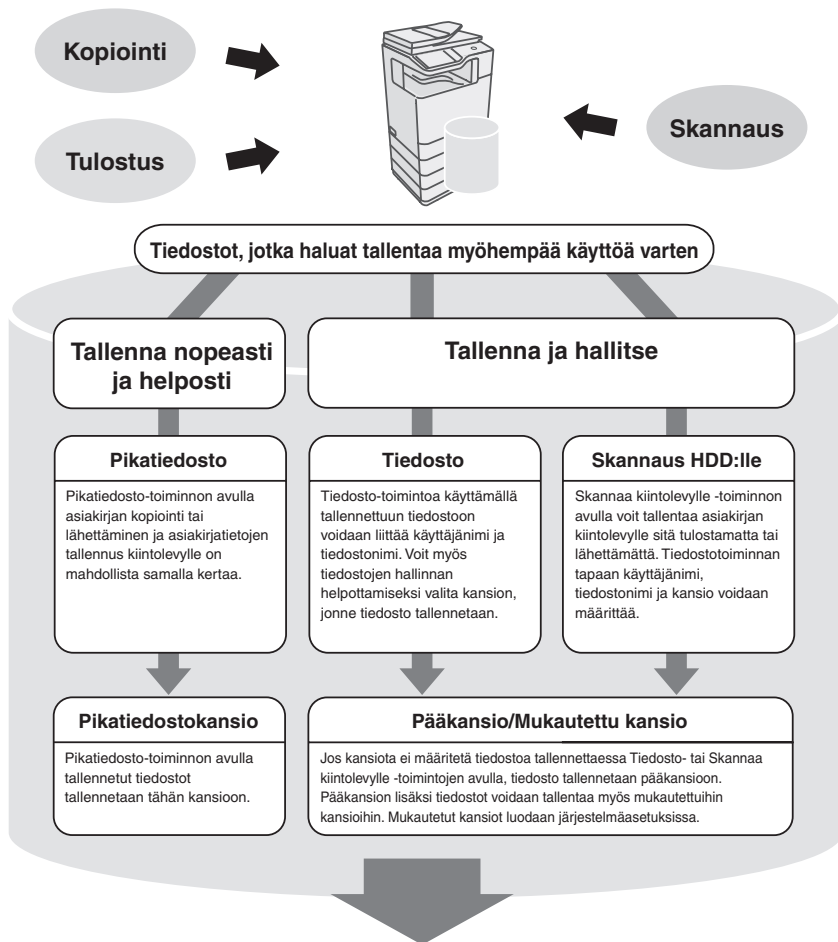 Kopiointi
Tulostus
Skannaus
Tiedostot, jotka haluat tallentaa myöhempää käyttöä varten
Tallenna nopeasti
ja helposti
Tallenna ja hallitse
Pikatiedosto
Pikatiedosto-toiminnon avulla
asiakirjan kopiointi tai
lähettäminen ja asiakirjatietojen
tallennus kiintolevylle on
mahdollista samalla kertaa.
Tiedosto
Tiedosto-toimintoa käyttämällä
tallennettuun tiedostoon
voidaan liittää käyttäjänimi ja
tiedostonimi. Voit myös
tiedostojen hallinnan
helpottamiseksi valita kansion,
jonne tiedosto tallennetaan.
Skannaus HDD:lle
Skannaa kiintolevylle -toiminnon
avulla voit tallentaa asiakirjan
kiintolevylle sitä tulostamatta tai
lähettämättä. Tiedostotoiminnan
tapaan käyttäjänimi,
tiedostonimi ja kansio voidaan
määrittää.
Pikatiedostokansio
Pikatiedosto-toiminnon avulla
tallennetut tiedostot
tallennetaan tähän kansioon.
Pääkansio/Mukautettu kansio
Jos kansiota ei määritetä tiedostoa tallennettaessa Tiedosto- tai Skannaa
kiintolevylle -toimintojen avulla, tiedosto tallennetaan pääkansioon.
Pääkansion lisäksi tiedostot voidaan tallentaa myös mukautettuihin
kansioihin. Mukautetut kansiot luodaan järjestelmäasetuksissa.